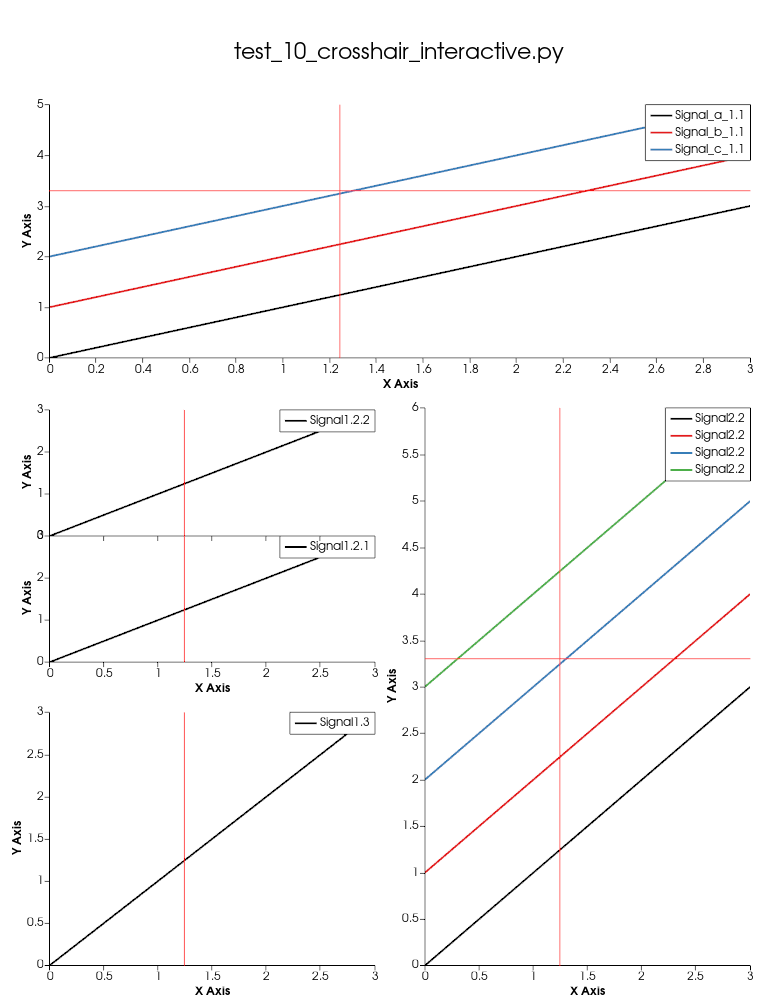 test_10_crosshair_interactive.py
5
4
3
2
1
0
Y Axis
Signal_a_1.1
Signal_b_1.1
Signal_c_1.1
0 0.2 0.4 0.6 0.8 1 1.2 1.4 1.6 1.8 2 2.2 2.4 2.6 2.8 3
X Axis
3
2
1
0
Y Axis
Signal1.2.2
3
2
1
0
Y Axis
Signal1.2.1
0 0.5 1 1.5 2 2.5 3
X Axis
3
2.5
2
1.5
1
0.5
0
Y Axis
Signal1.3
0 0.5 1 1.5 2 2.5 3
X Axis
6
5.5
5
4.5
4
3.5
3
2.5
2
1.5
1
0.5
0
Y Axis
Signal2.2
Signal2.2
Signal2.2
Signal2.2
0 0.5 1 1.5 2 2.5 3
X Axis